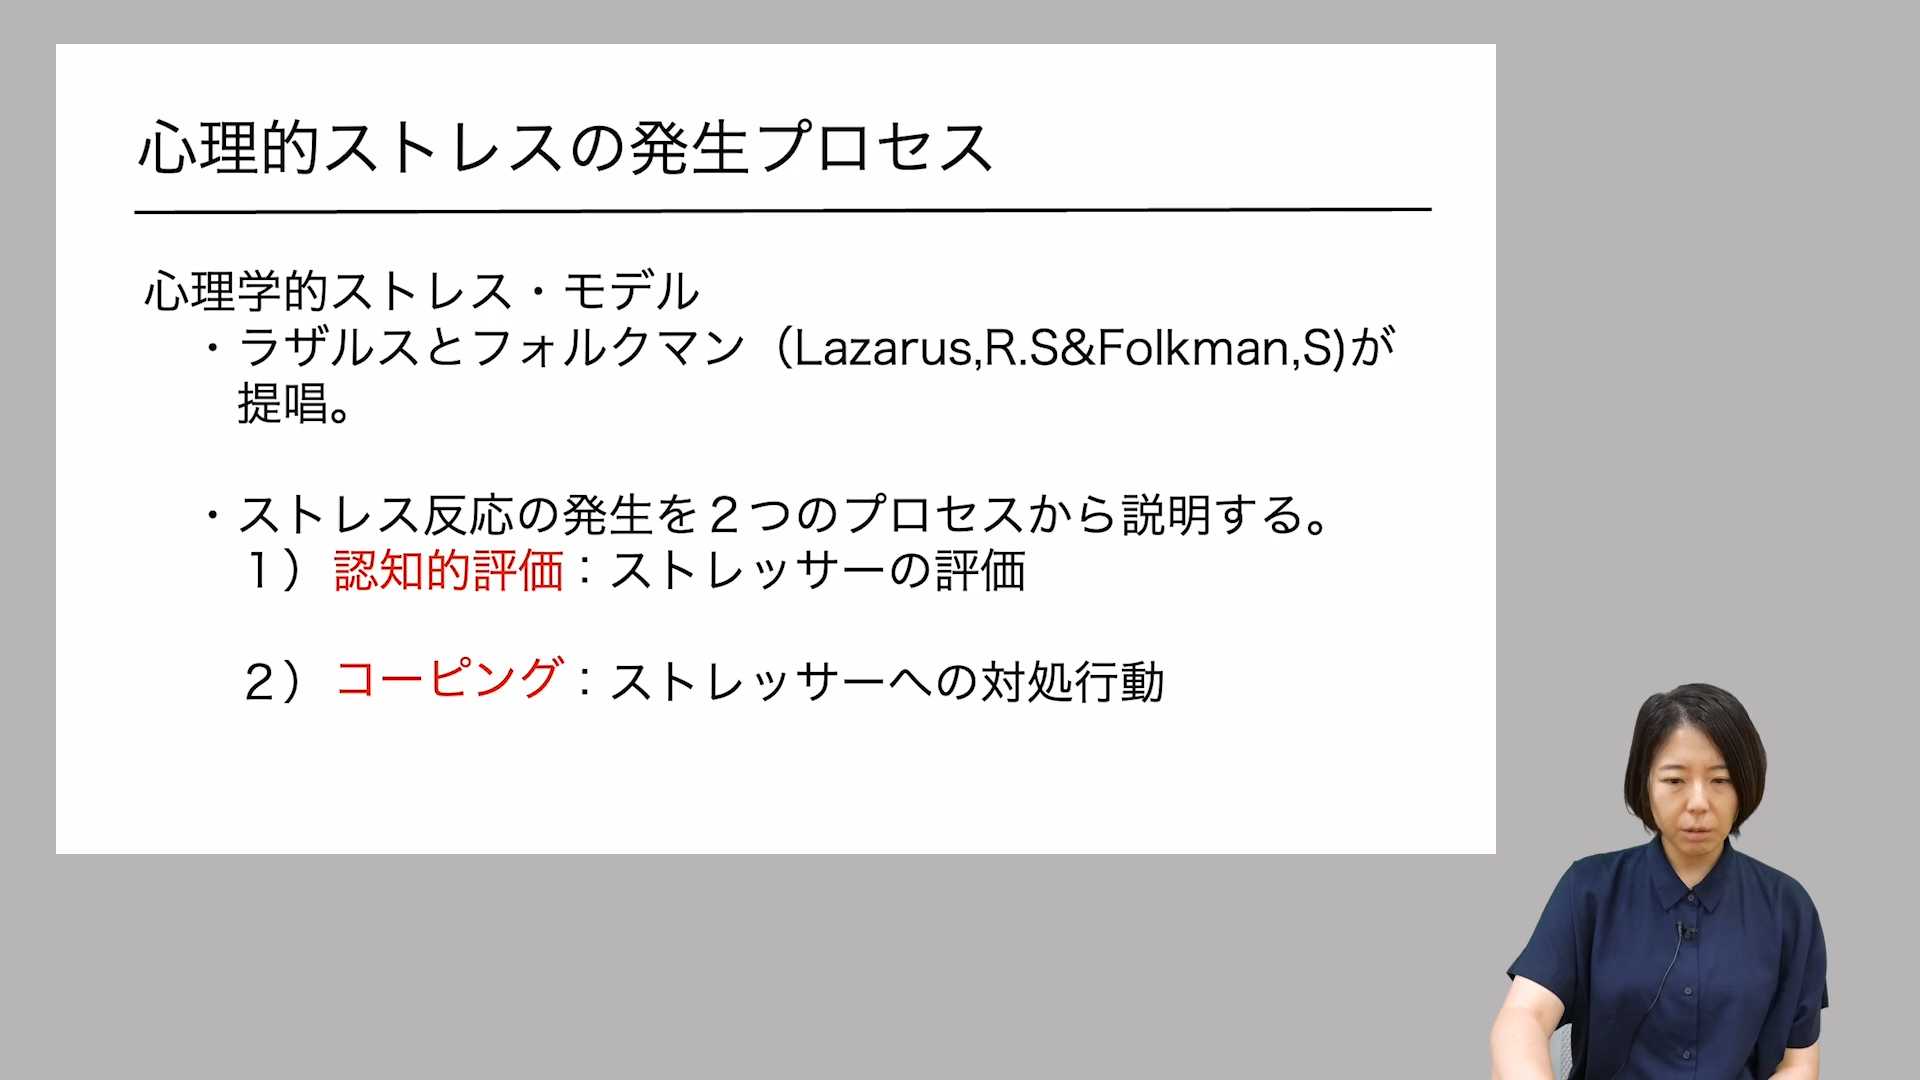 心理的ストレスの発生プロセス
心理学的ストレス・モデル
・ラザルスとフォルクマン（Lazarus,R.S&Folkman,S)が
提唱。
・ストレス反応の発生を２つのプロセスから説明する。
１）認知的評価：ストレッサーの評価
２）コーピング：ストレッサーへの対処行動